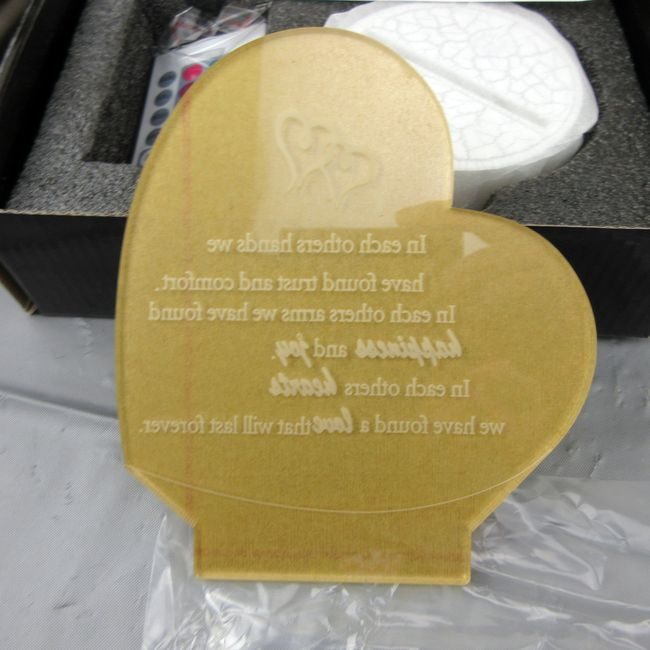 In each others hands we
have found trust and comfort.
In each others arms we have found
happiness and joy.
In each others hearts
we have found a love that will last forever.